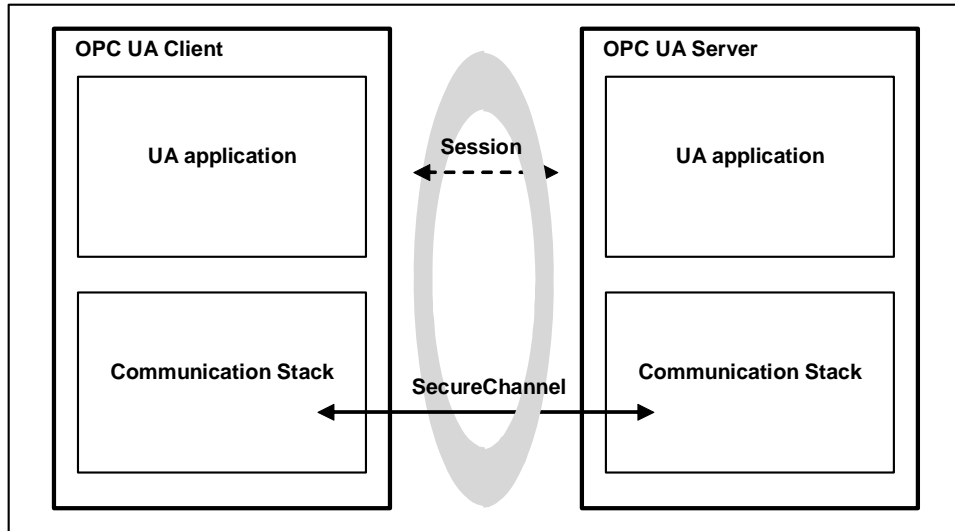 OPC UA Client
OPC UA Server
UA application
Session
UA application
Communication Stack
SecureChannel
Communication Stack